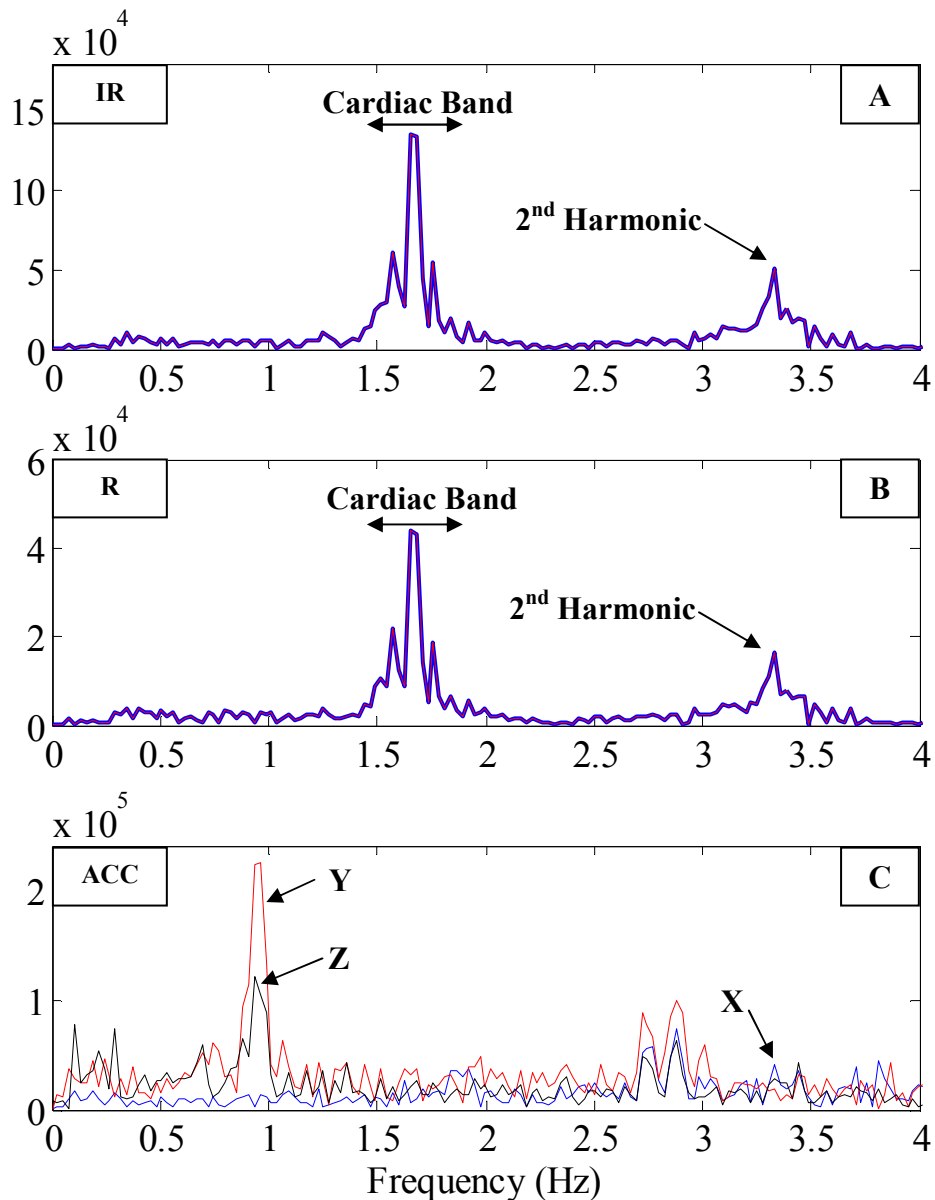 x 10^4
IR
Cardiac Band
A
15
10
5
0
2nd Harmonic
0 0.5 1 1.5 2 2.5 3 3.5 4
x 10^4
R
Cardiac Band
B
6
4
2
0
2nd Harmonic
0 0.5 1 1.5 2 2.5 3 3.5 4
x 10^5
ACC
C
2
1
0
Y
Z
X
0 0.5 1 1.5 2 2.5 3 3.5 4
Frequency (Hz)